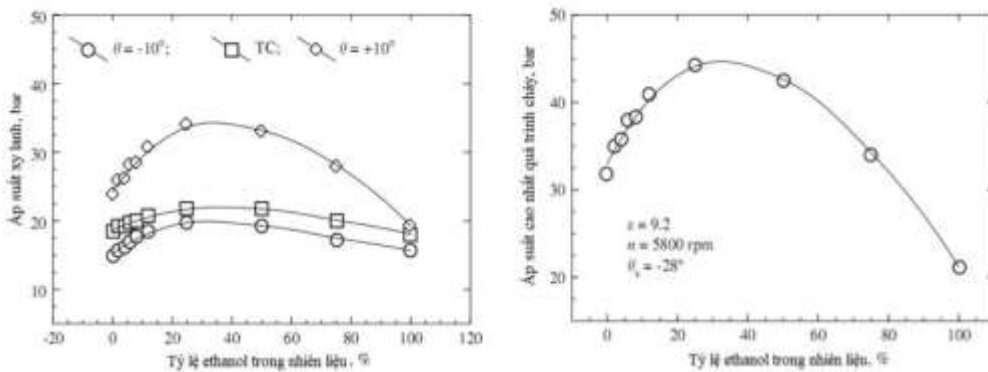 50
40
30
20
10
Áp suất xy lanh, bar
θ = -10°; TC; θ = +10°
-20 0 20 40 60 80 100 120
Tỷ lệ ethanol trong nhiên liệu, %
50
40
30
20
Áp suất cao nhất quá trình cháy, bar
ε = 9.2
n = 5800 rpm
θs = -28°
0 20 40 60 80 100
Tỷ lệ ethanol trong nhiên liệu, %